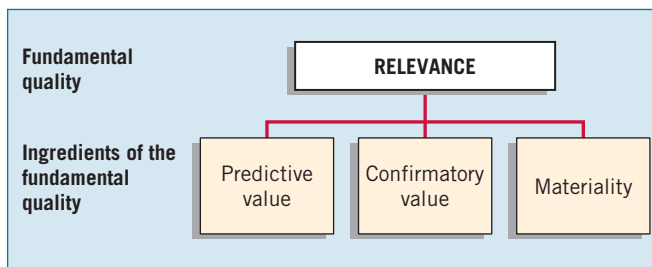 Fundamental
quality
RELEVANCE
Ingredients of the
fundamental
quality
Predictive
value
Confirmatory
value
Materiality